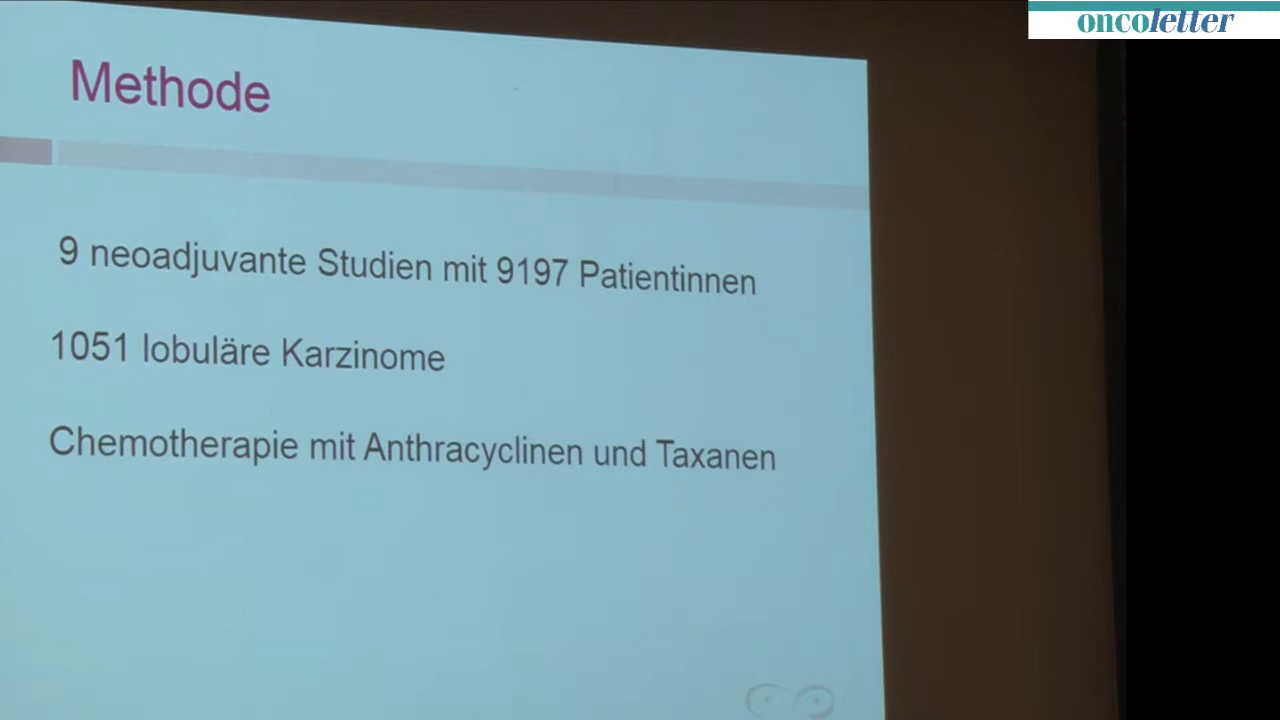 oncoletter
Methode
9 neoadjuvante Studien mit 9197 Patientinnen
1051 lobuläre Karzinome
Chemotherapie mit Anthracyclinen und Taxanen